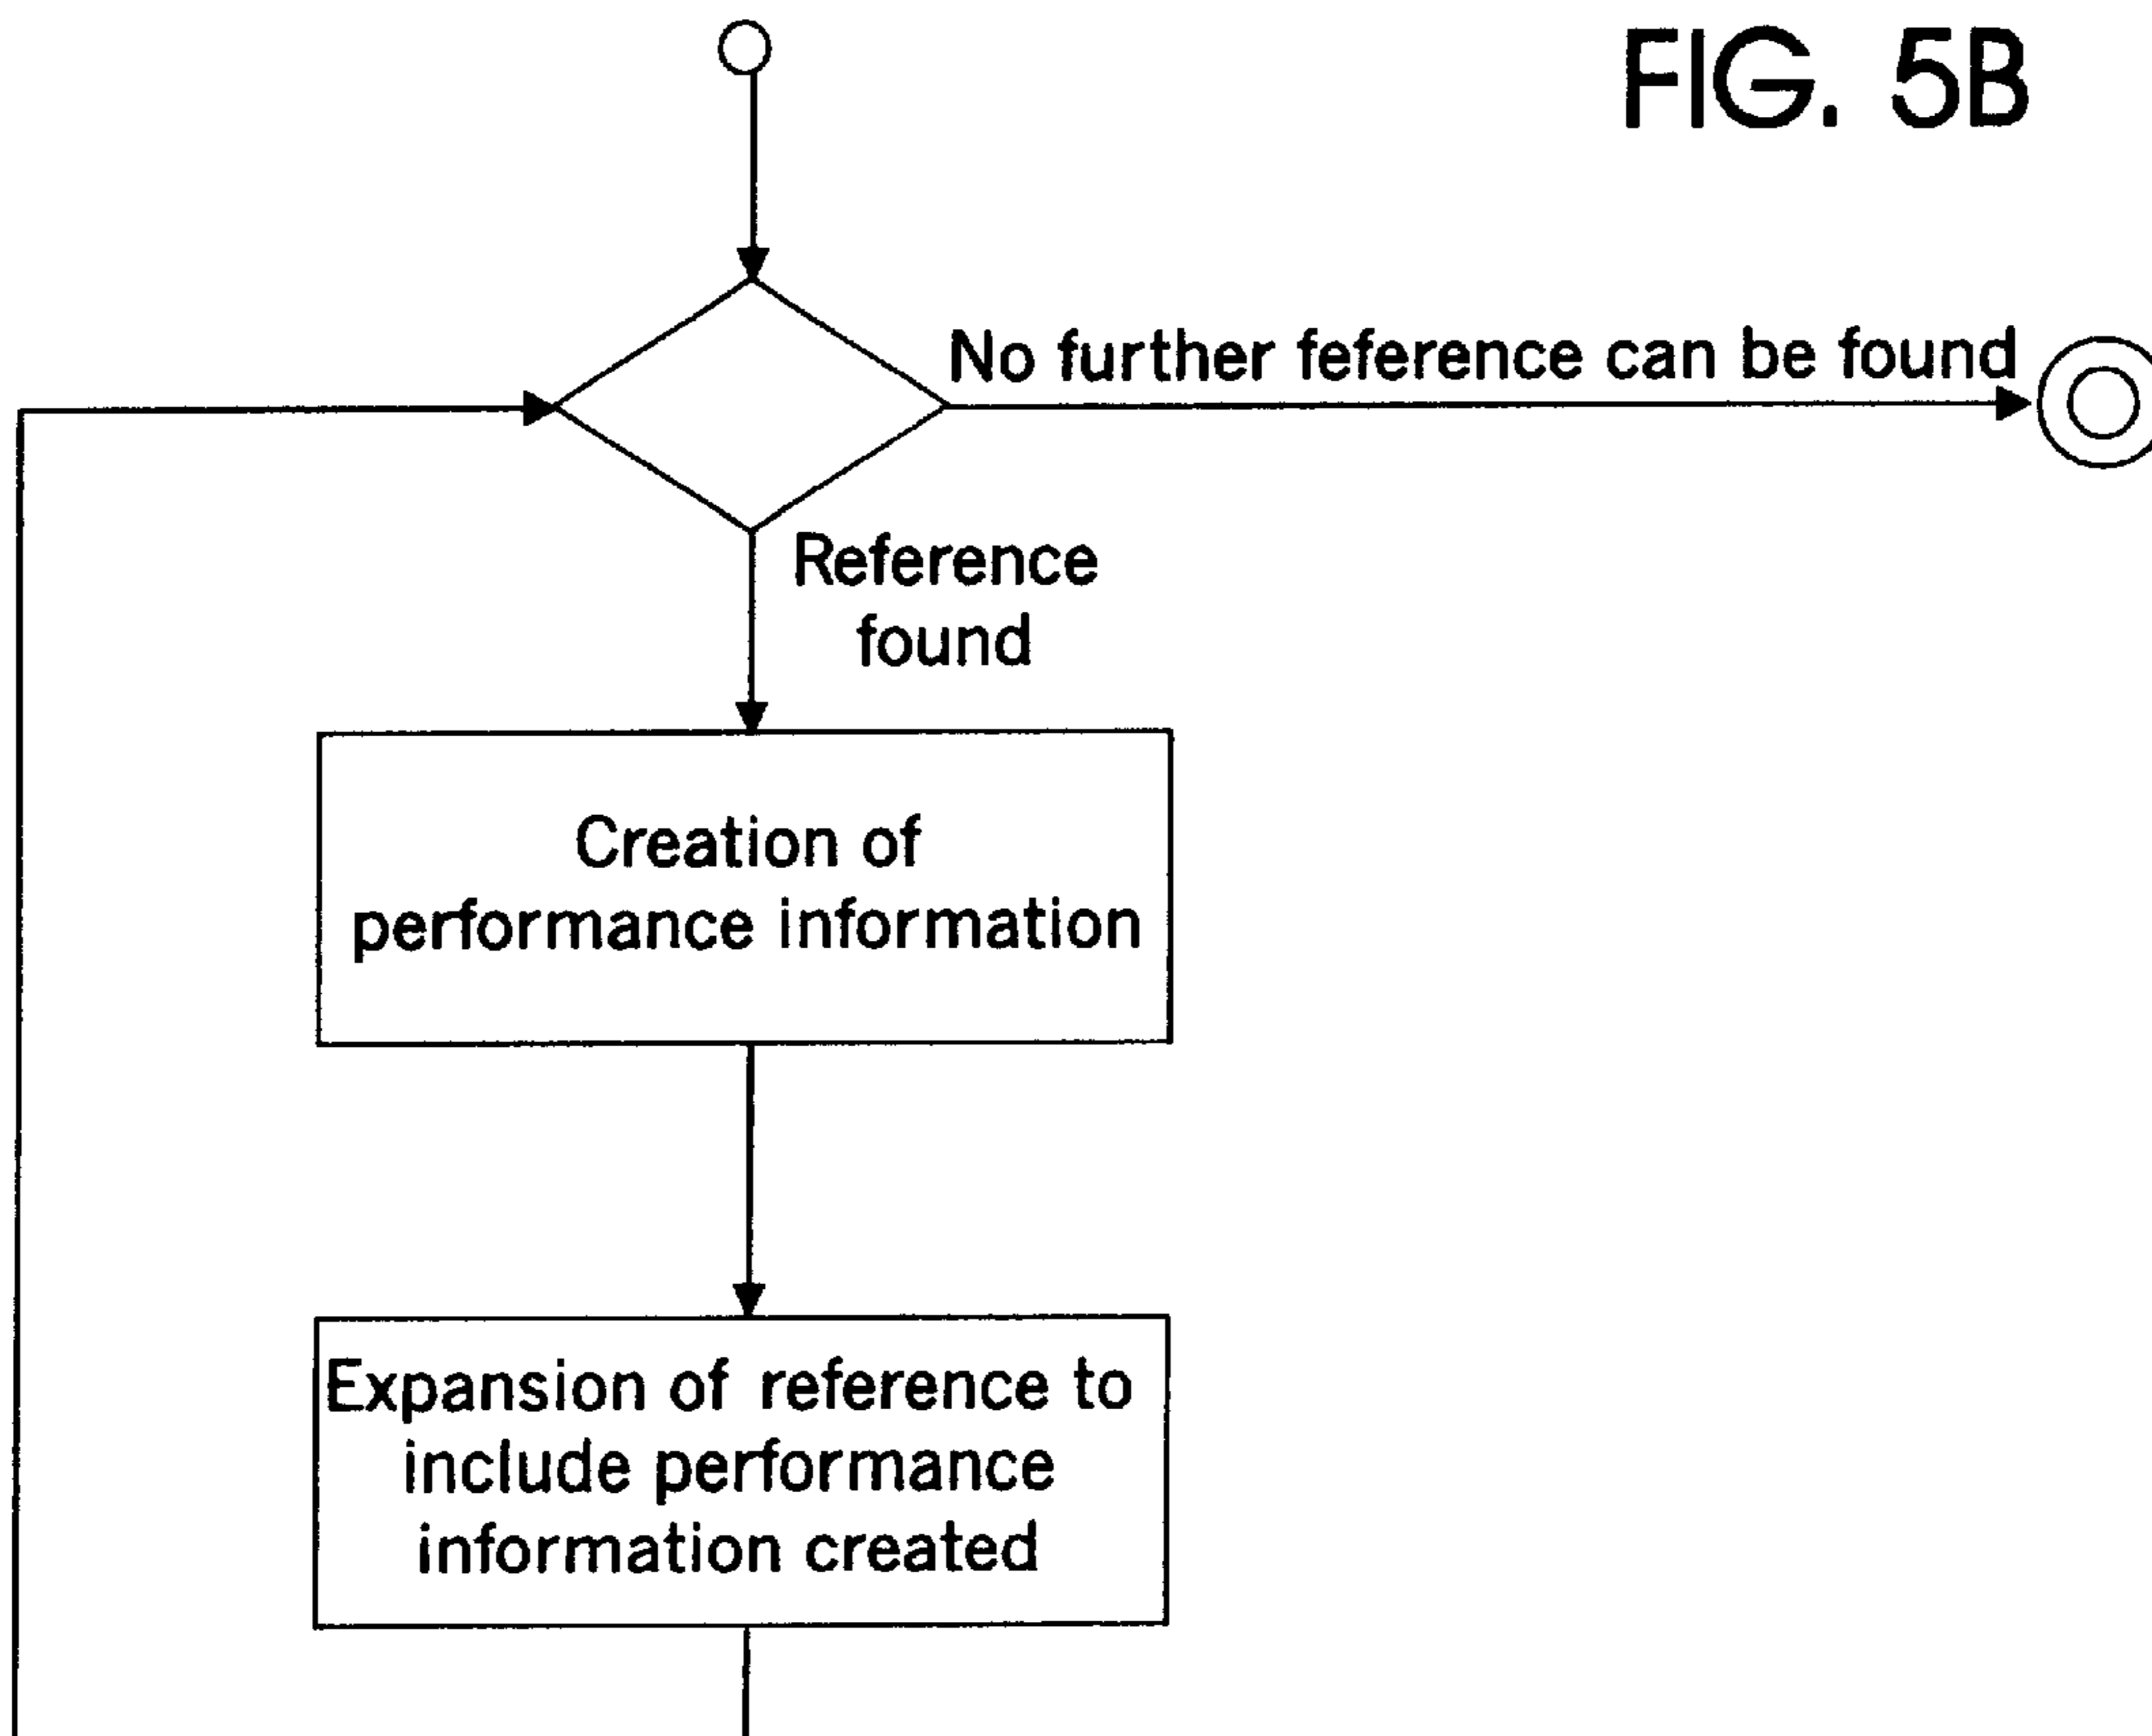 FIG. 5B
No further feference can be found
Reference
found
Creation of
performance information
Expansion of reference to
include performance
information created